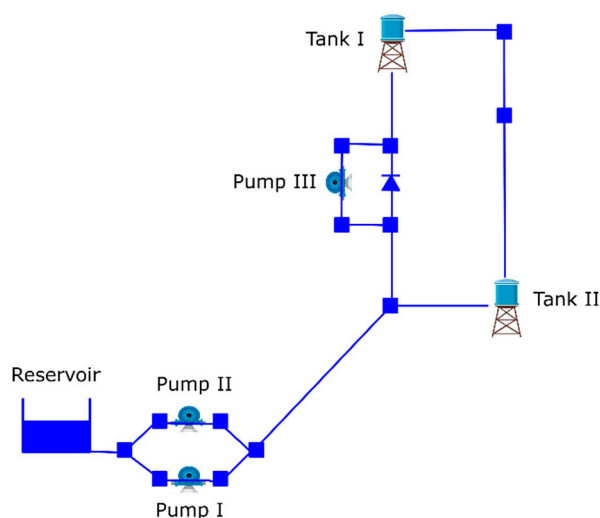 Tank I
Pump III
Tank II
Reservoir
Pump II
Pump I